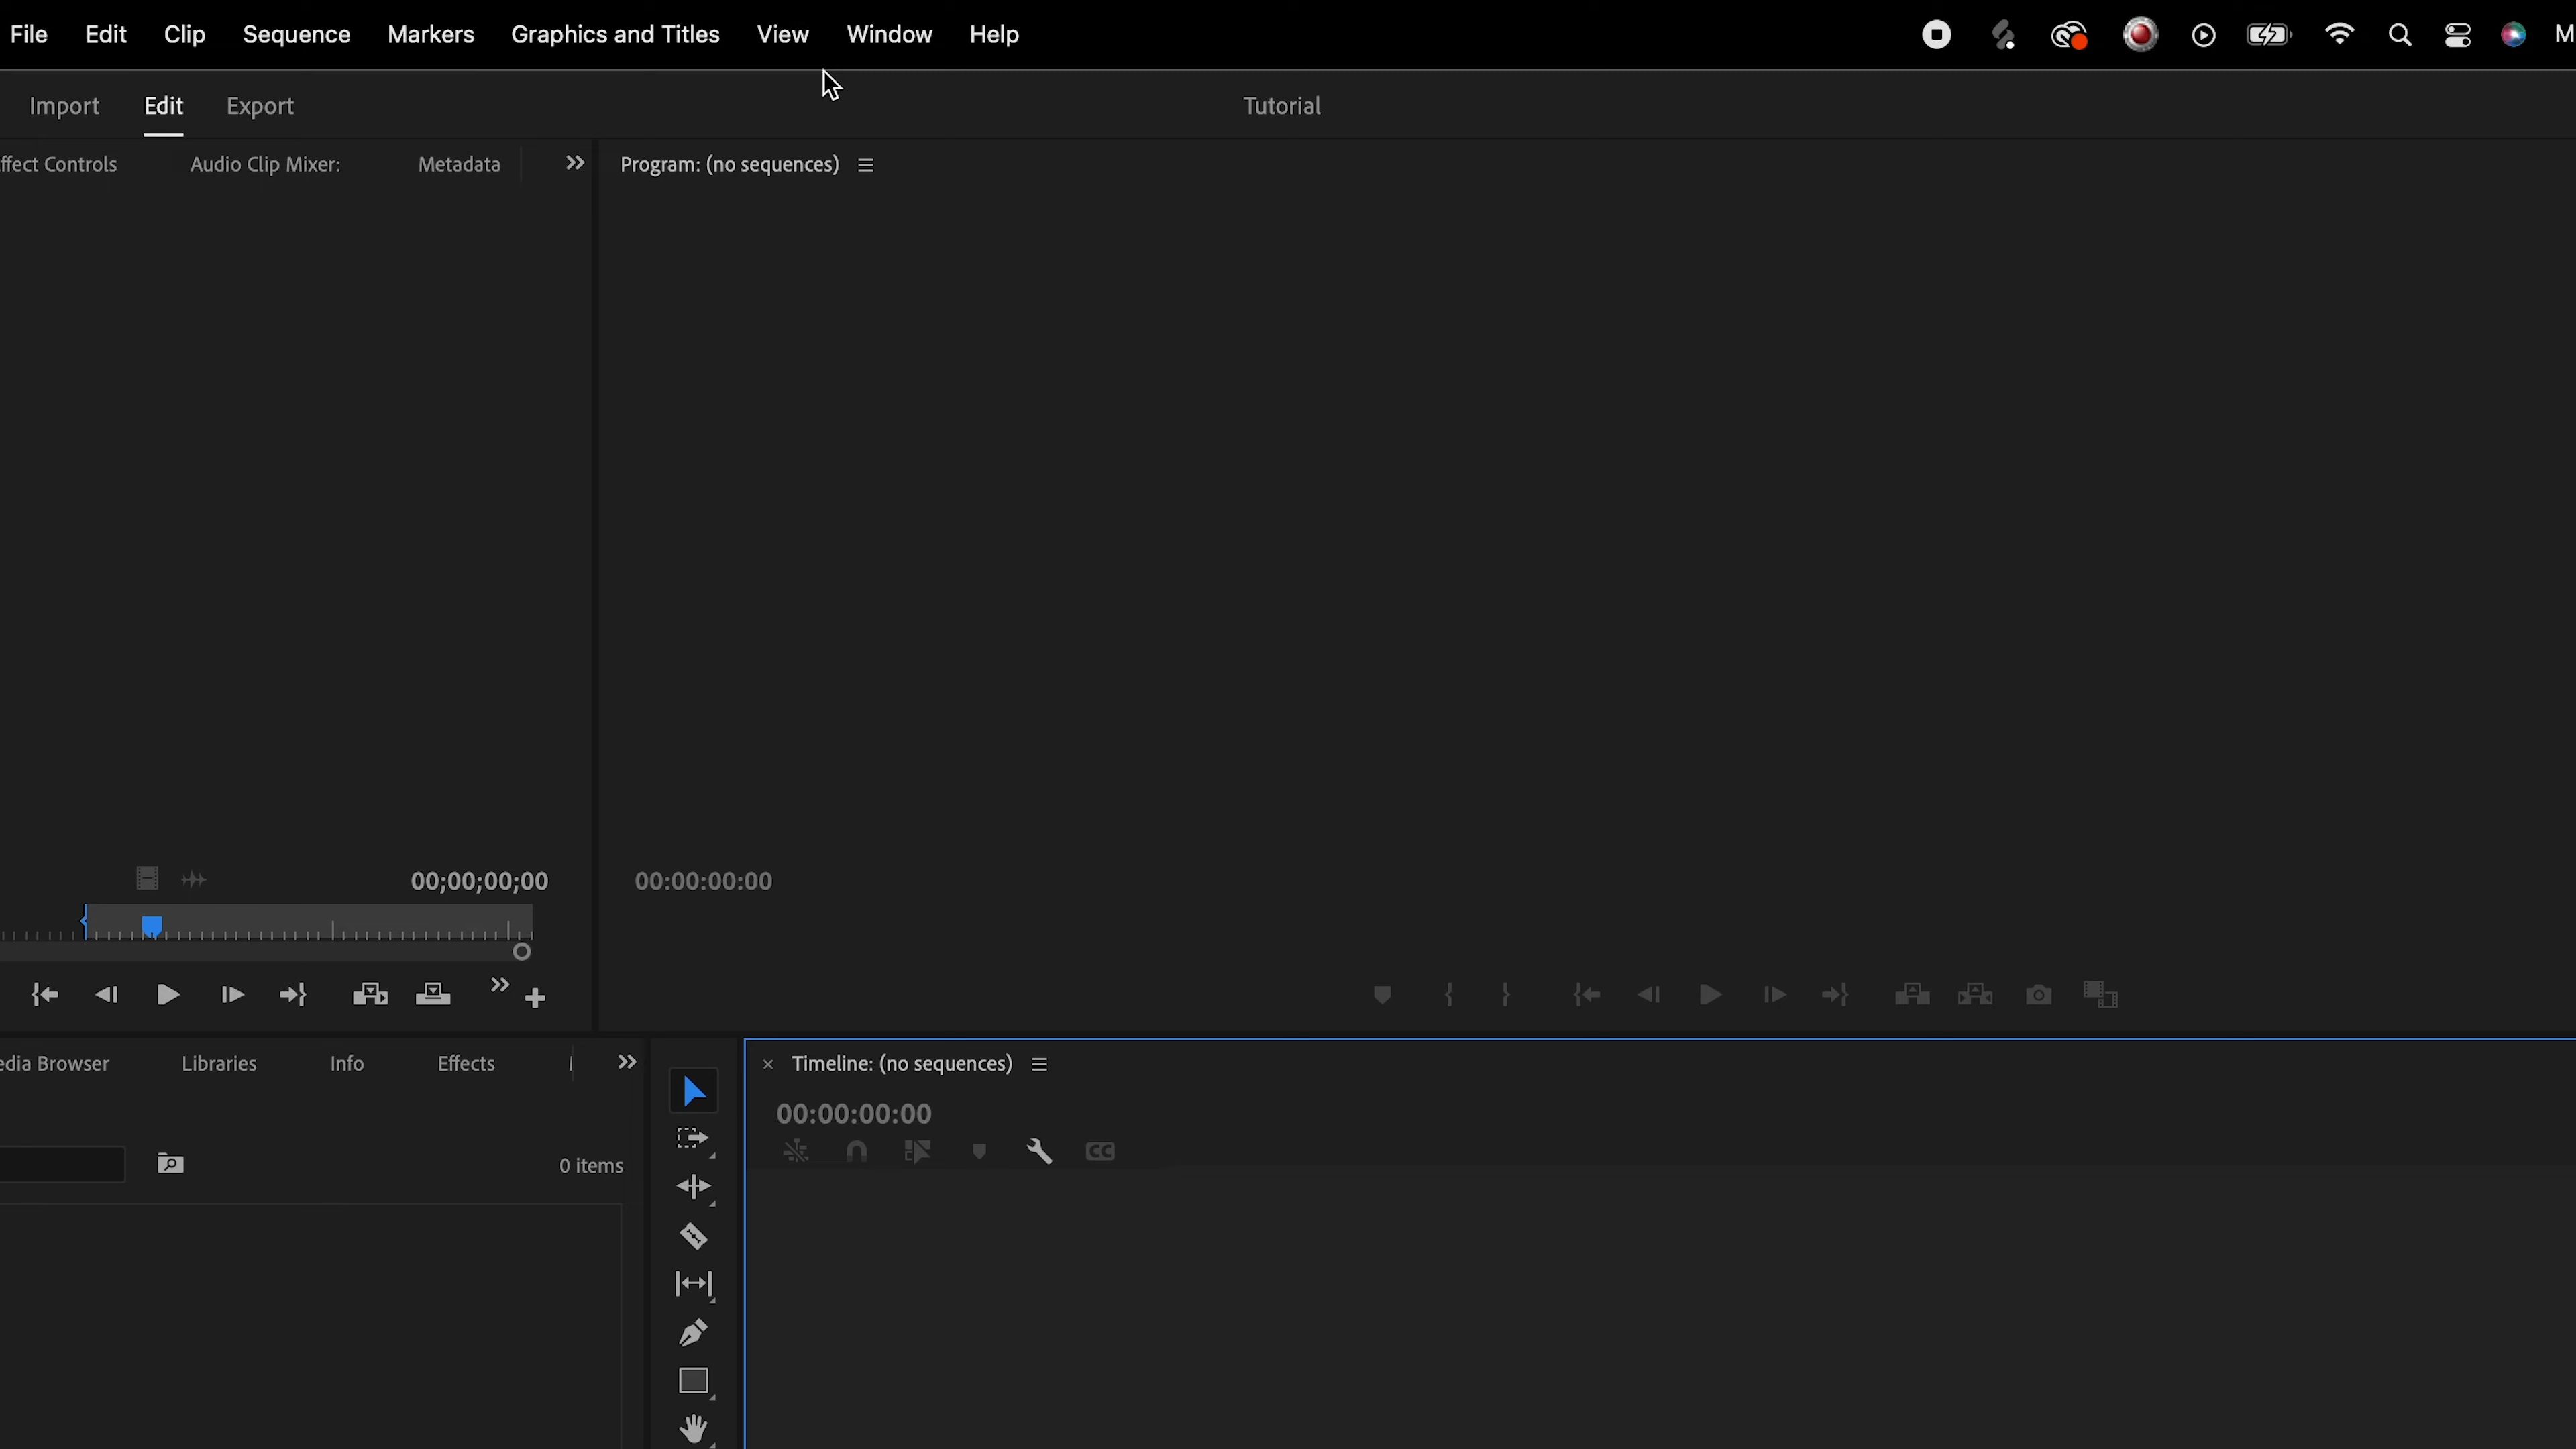 File Edit Clip Sequence Markers Graphics and Titles View Window Help M
Import Edit Export Tutorial
ffect Controls Audio Clip Mixer: Metadata Program: (no sequences)
00;00;00;00 00:00:00:00
edia Browser Libraries Info Effects Timeline: (no sequences)
00:00:00:00
CC
0 items